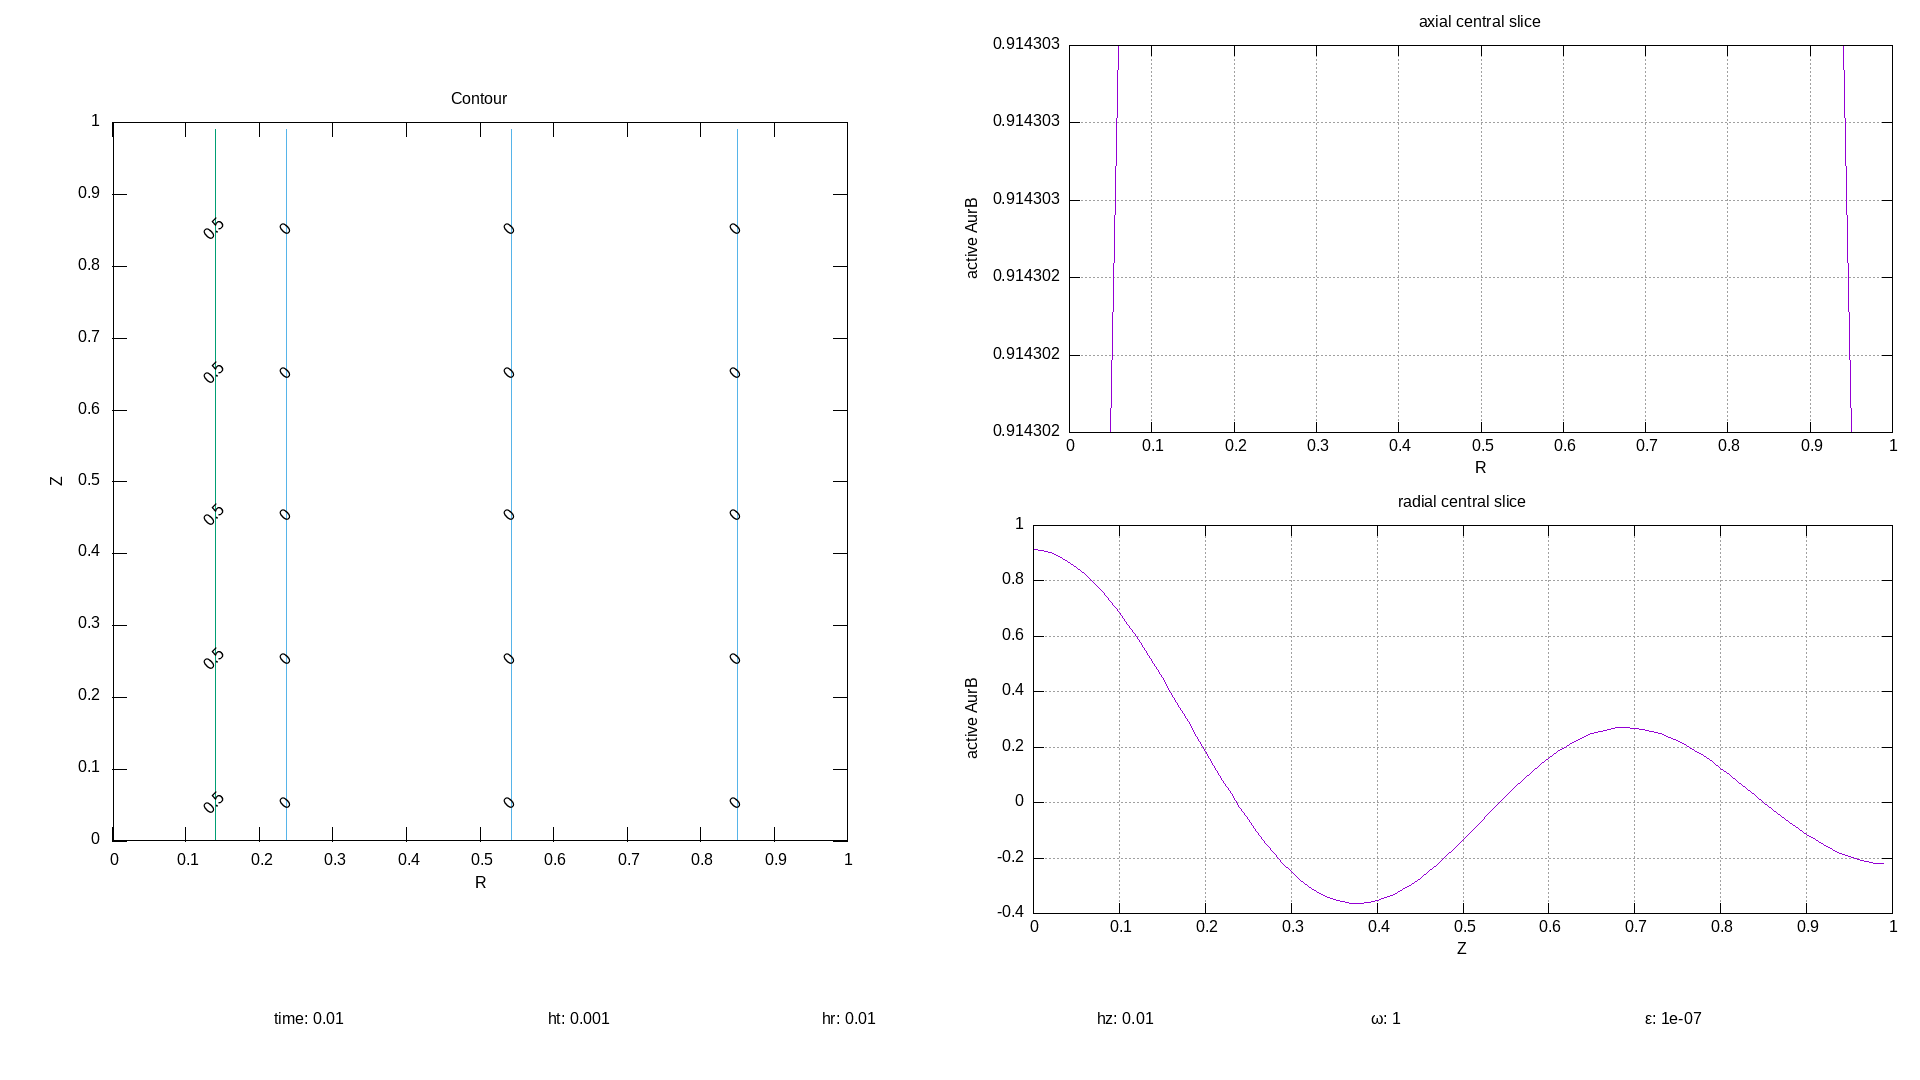 Contour
1
0.9
0.8
0.7
0.6
0.5
0.4
0.3
0.2
0.1
0
Z
0.5 0 0 0
0.5 0 0 0
0.5 0 0 0
0.5 0 0 0
0.5 0 0 0
0 0.1 0.2 0.3 0.4 0.5 0.6 0.7 0.8 0.9 1
R
axial central slice
0.914303
0.914303
0.914303
0.914302
0.914302
0.914302
active AurB
0 0.1 0.2 0.3 0.4 0.5 0.6 0.7 0.8 0.9 1
R
radial central slice
1
0.8
0.6
0.4
0.2
0
-0.2
-0.4
active AurB
0 0.1 0.2 0.3 0.4 0.5 0.6 0.7 0.8 0.9 1
Z
time: 0.01 ht: 0.001 hr: 0.01 hz: 0.01 ω: 1 ε: 1e-07